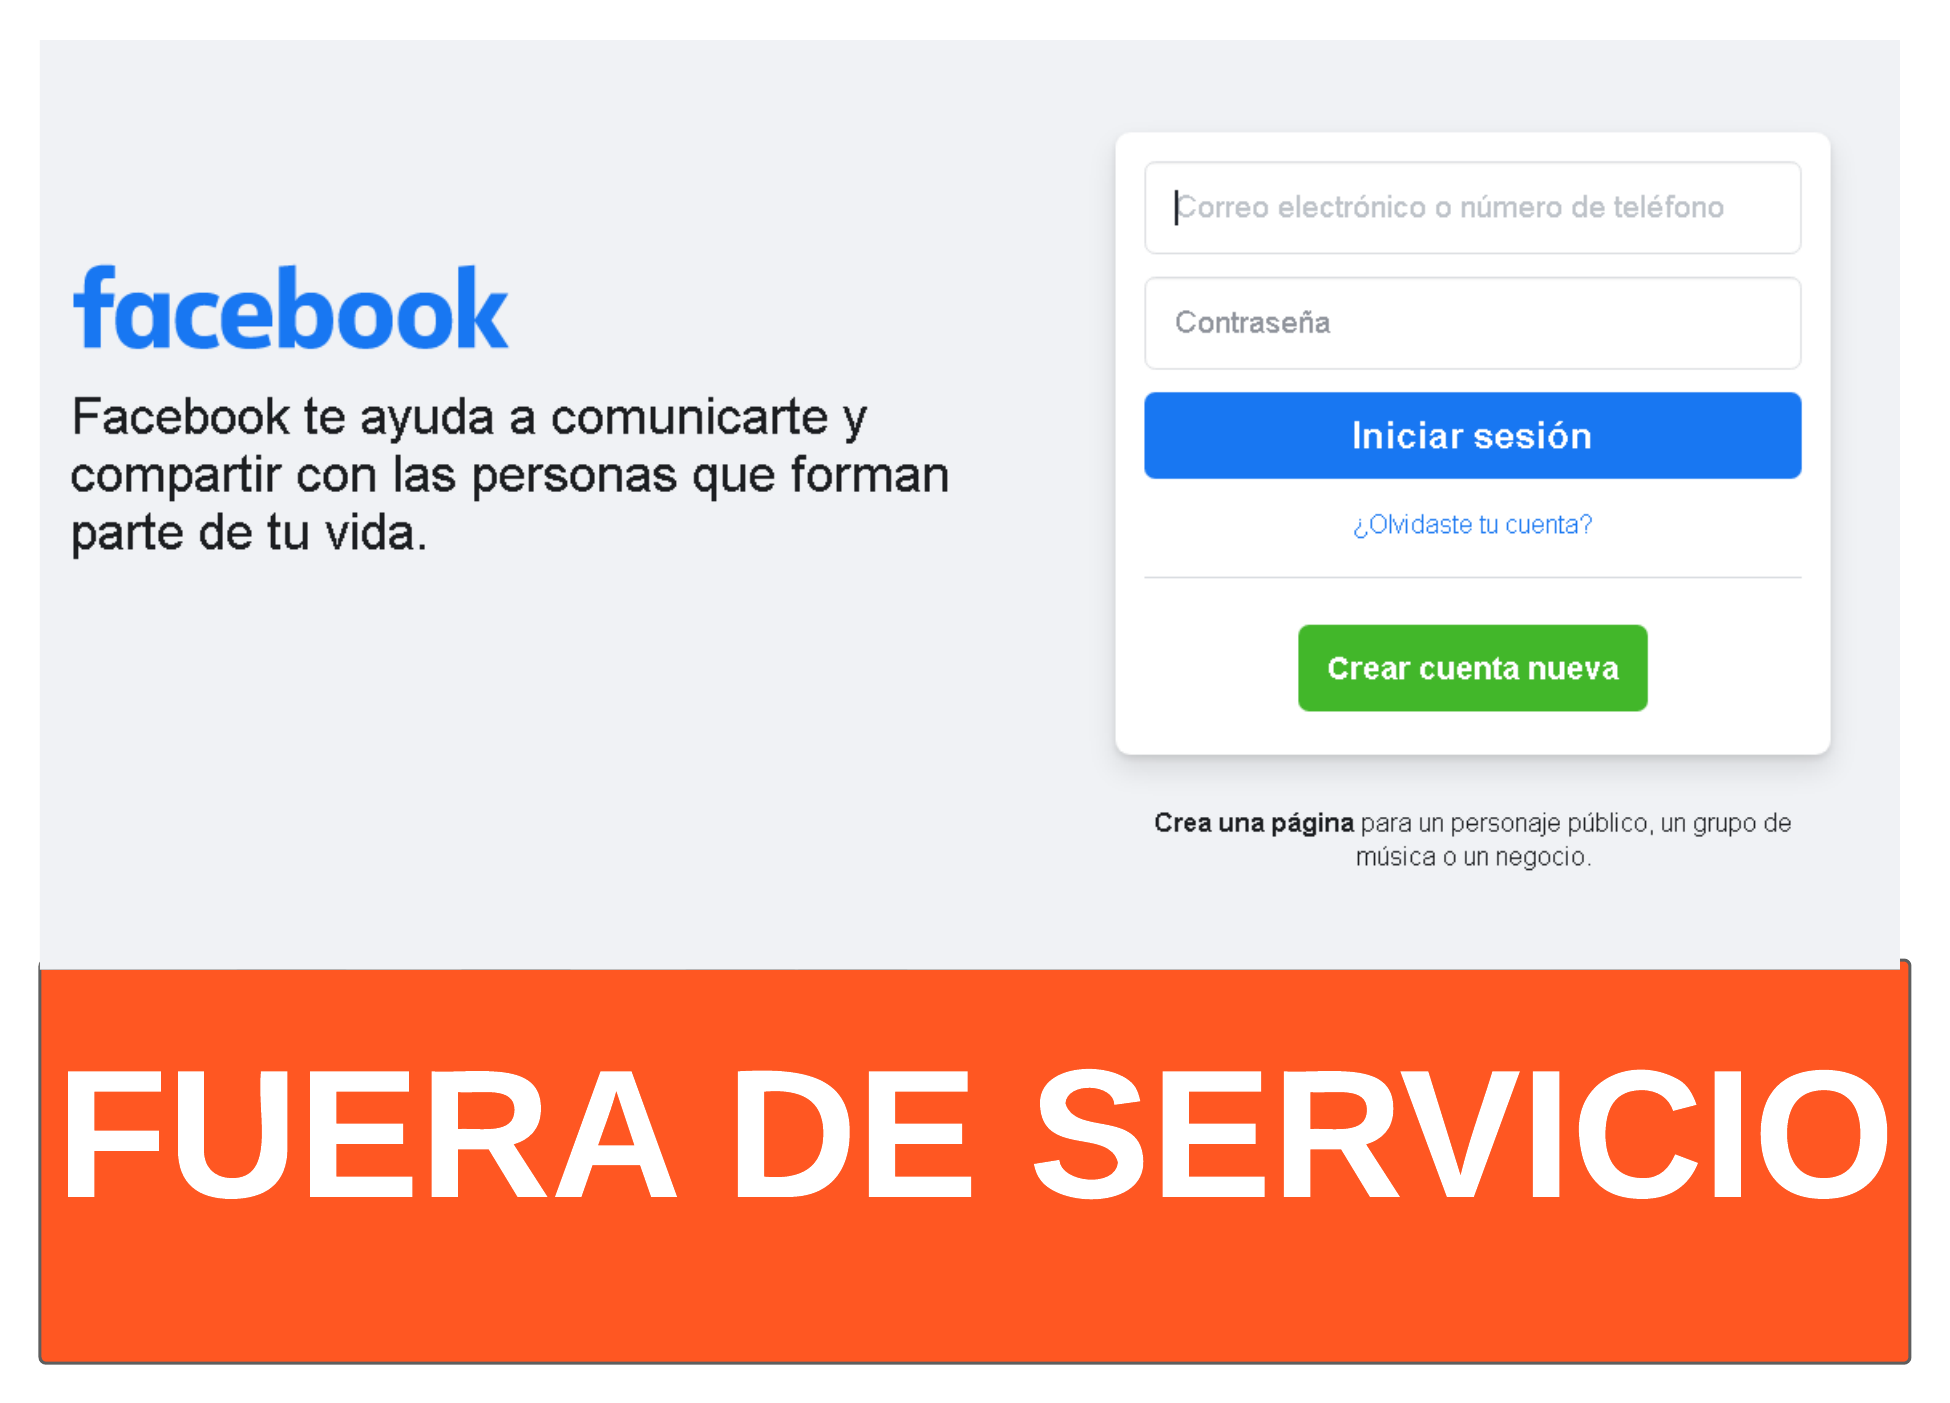 facebook
Facebook te ayuda a comunicarte y
compartir con las personas que forman
parte de tu vida.
Correo electrónico o número de teléfono
Contraseña
Iniciar sesión
¿Olvidaste tu cuenta?
Crear cuenta nueva
Crea una página para un personaje público, un grupo de
música o un negocio.
FUERA DE SERVICIO